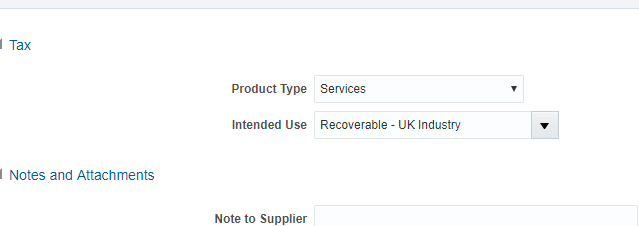 Tax
Product Type Services
Intended Use Recoverable - UK Industry
Notes and Attachments
Note to Supplier